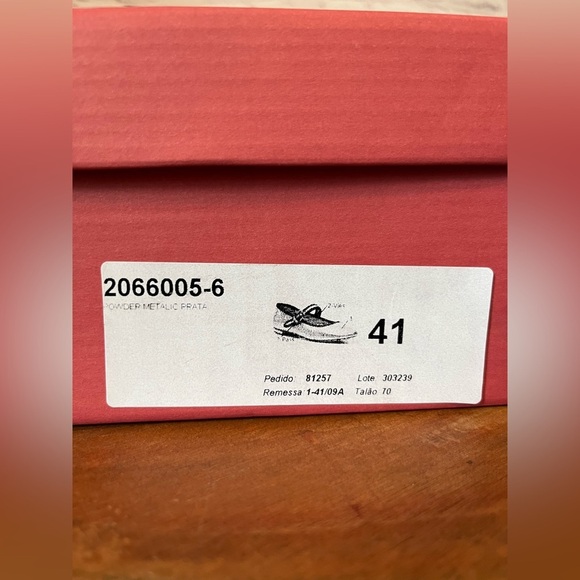 2066005-6
POWDER METALIC PRATA
41
Pedido: 81257 Lote: 303239
Remessa: 1-41/09A Talão: 10